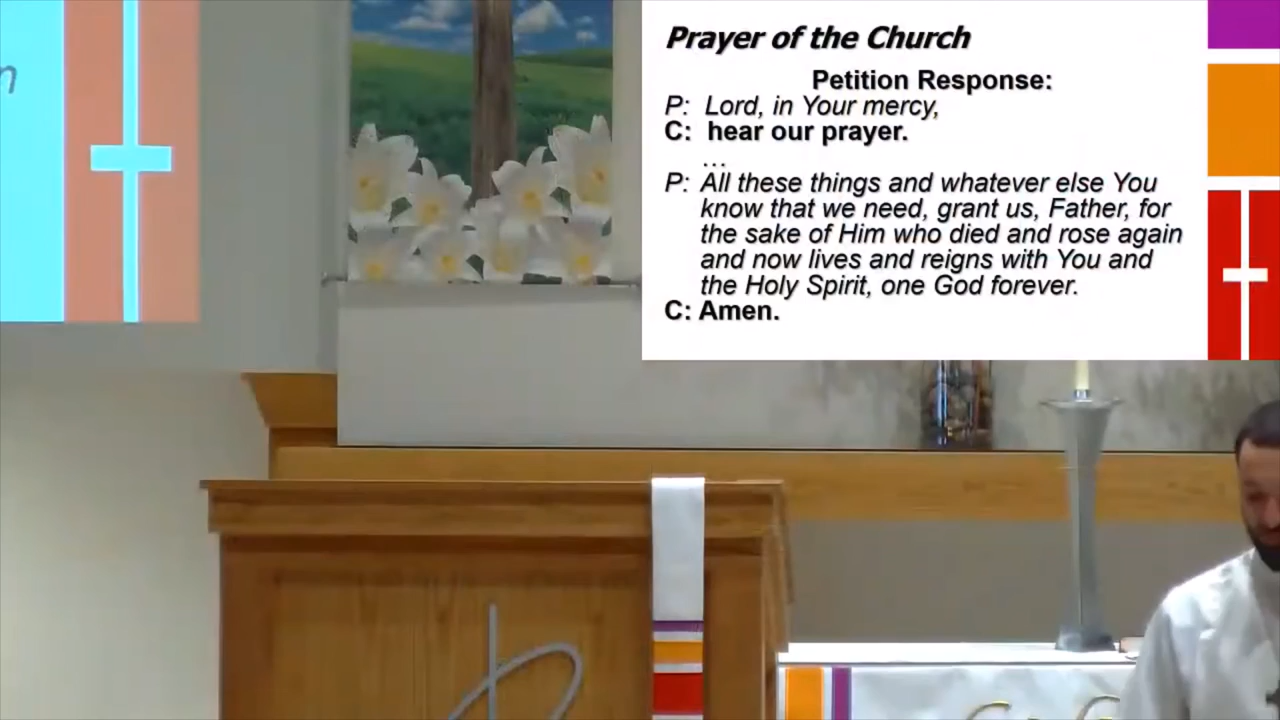 Prayer of the Church
Petition Response:
P: Lord, in Your mercy,
C: hear our prayer.
...
P: All these things and whatever else You
know that we need, grant us, Father, for
the sake of Him who died and rose again
and now lives and reigns with You and
the Holy Spirit, one God forever.
C: Amen.